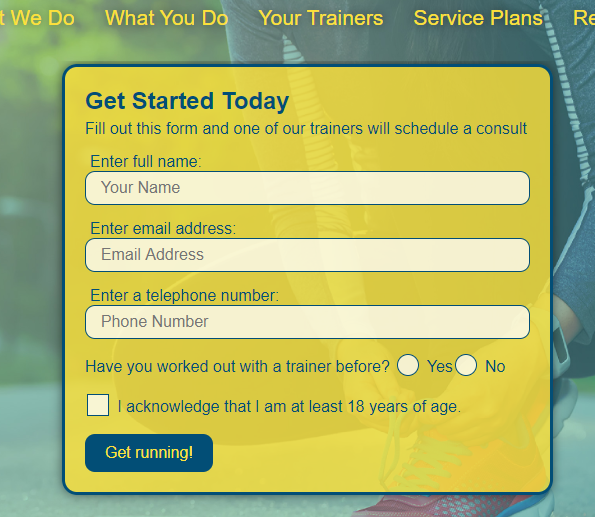 We Do What You Do Your Trainers Service Plans
Get Started Today
Fill out this form and one of our trainers will schedule a consult
Enter full name:
Your Name
Enter email address:
Email Address
Enter a telephone number:
Phone Number
Have you worked out with a trainer before? Yes No
I acknowledge that I am at least 18 years of age.
Get running!